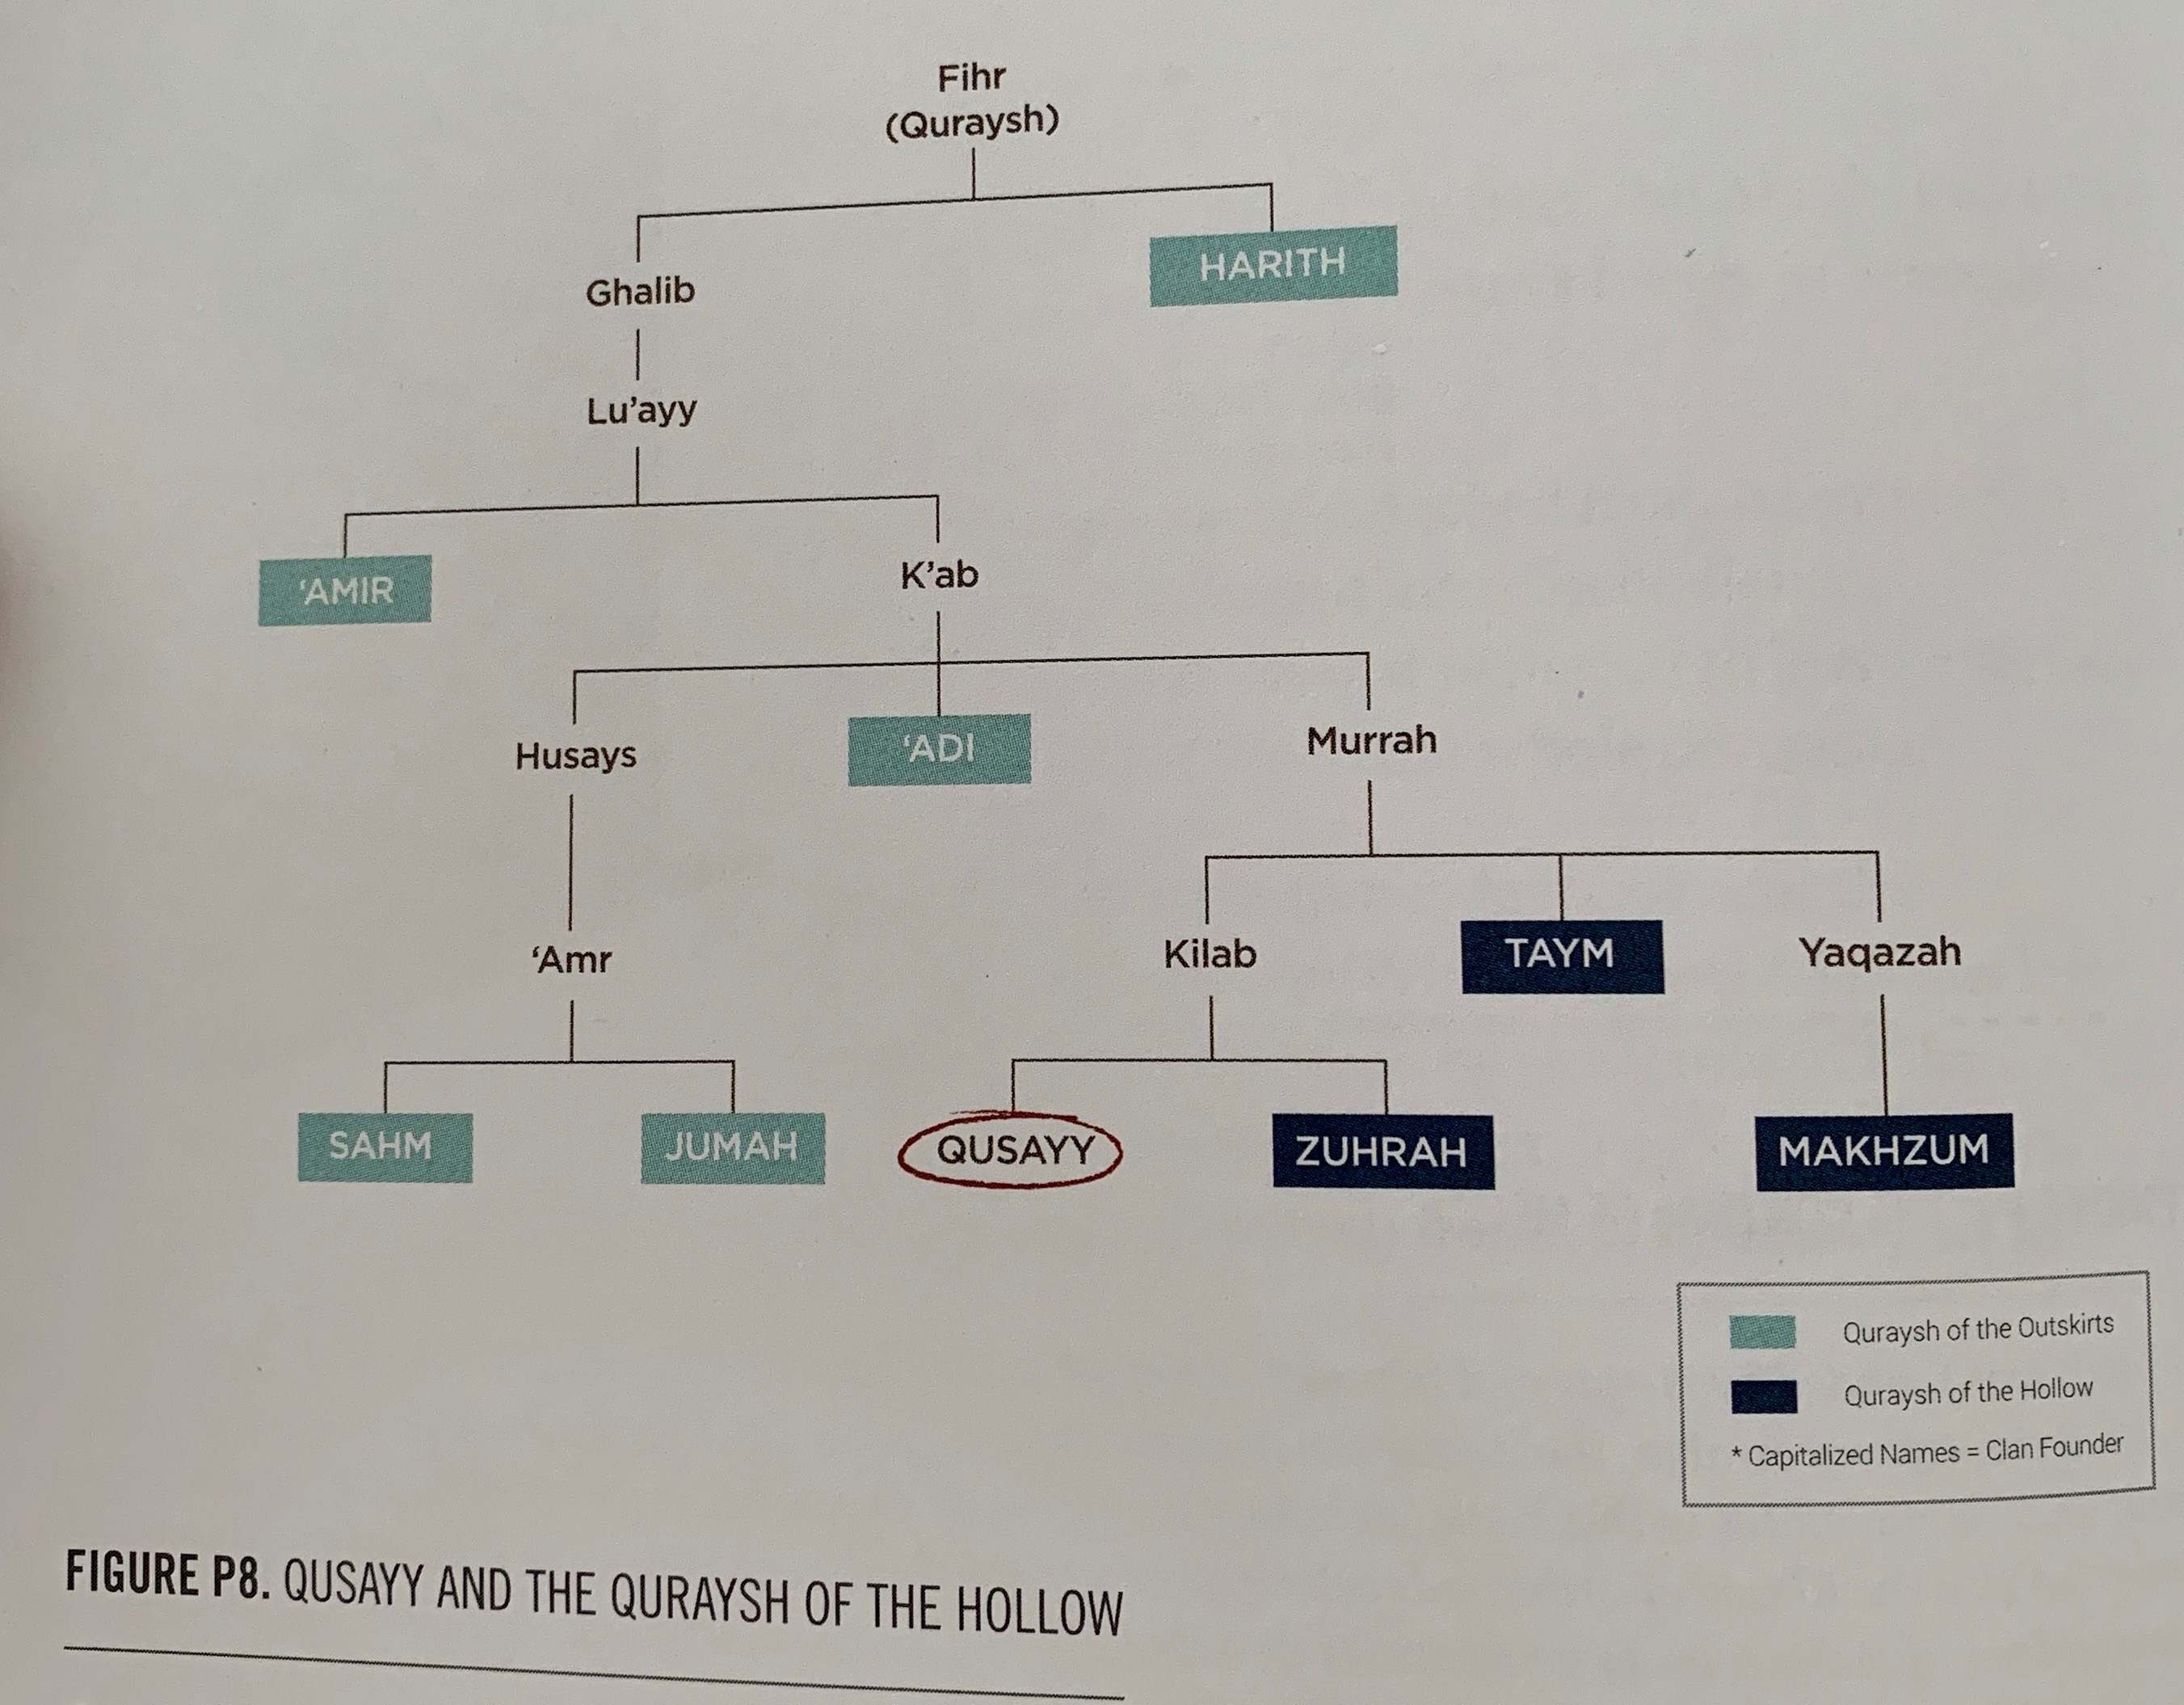 Fihr
(Quraysh)
HARITH
Ghalib
Lu’ayy
‘AMIR
K’ab
Husays
‘ADI
Murrah
‘Amr
Kilab
TAYM
Yaqazah
SAHM
JUMAH
QUSAYY
ZUHRAH
MAKHZUM
Quraysh of the Outskirts
Quraysh of the Hollow
* Capitalized Names = Clan Founder
FIGURE P8. QUSAYY AND THE QURAYSH OF THE HOLLOW